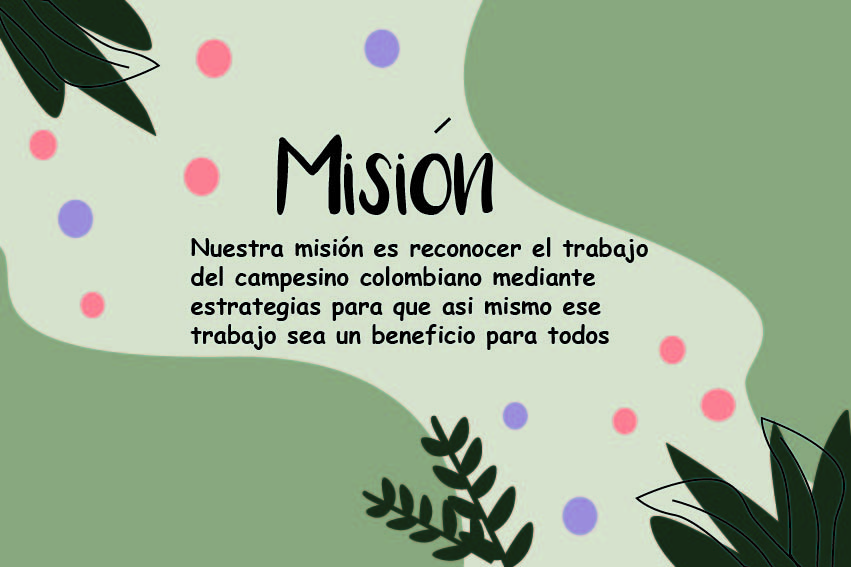 Misión
Nuestra misión es reconocer el trabajo
del campesino colombiano mediante
estrategias para que asi mismo ese
trabajo sea un beneficio para todos